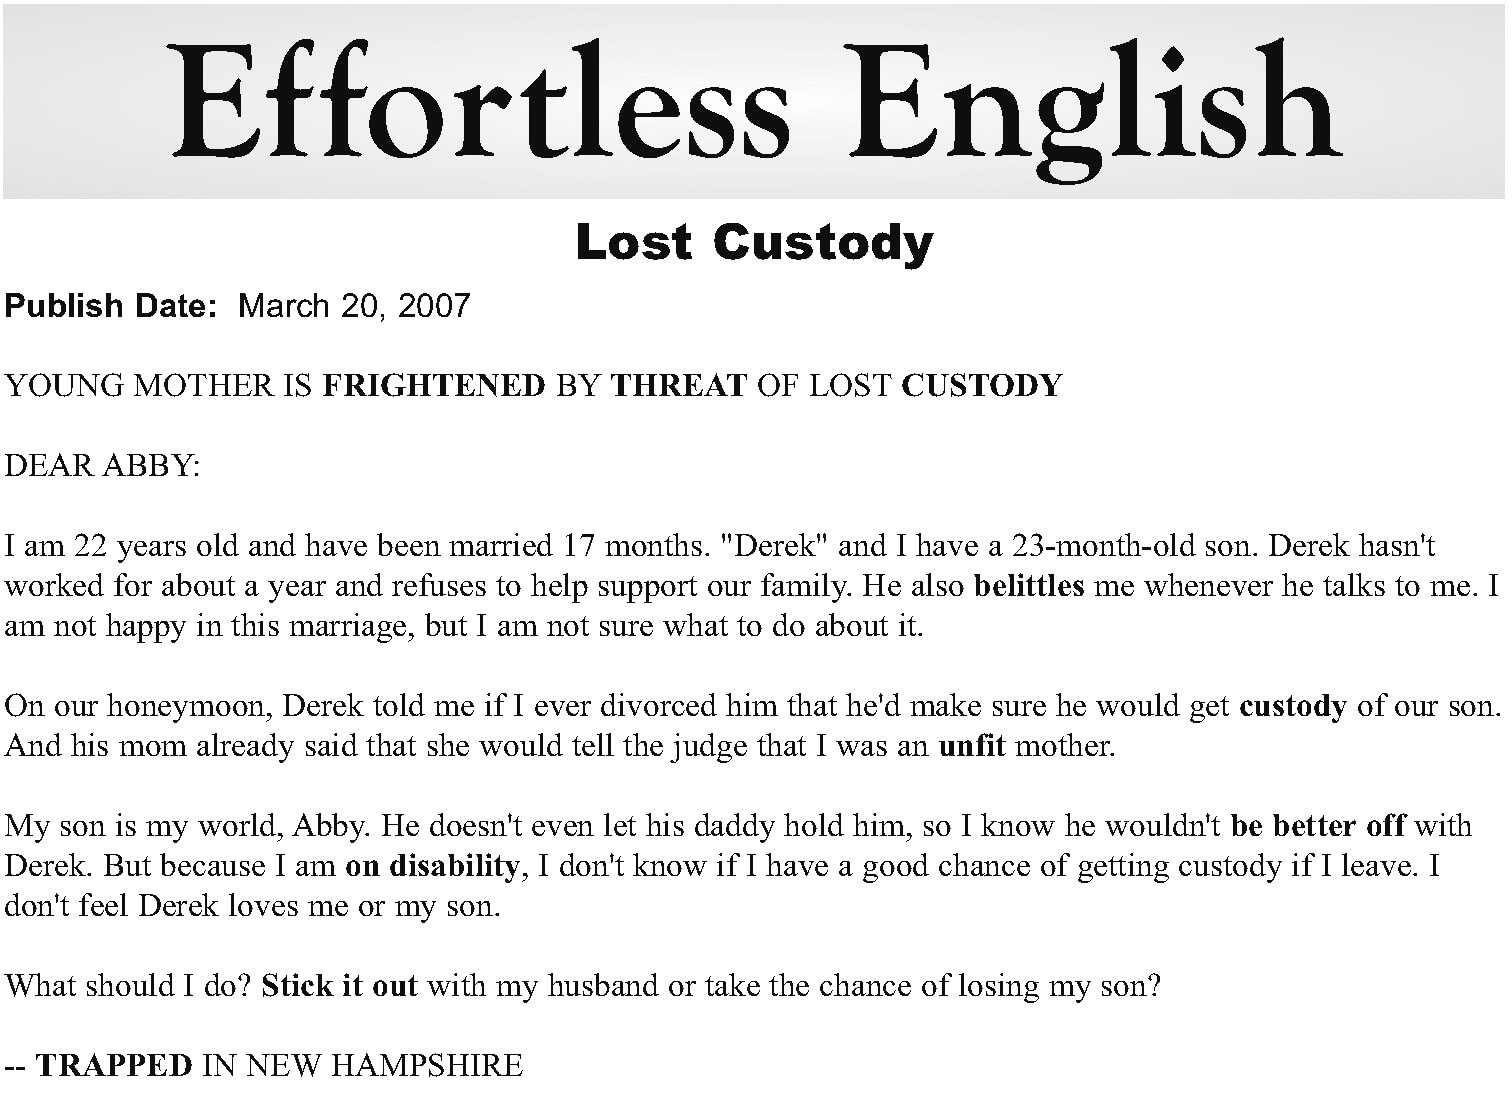 Effortless English
Lost Custody
Publish Date: March 20, 2007
YOUNG MOTHER IS FRIGHTENED BY THREAT OF LOST CUSTODY
DEAR ABBY:
I am 22 years old and have been married 17 months. "Derek" and I have a 23-month-old son. Derek hasn't
worked for about a year and refuses to help support our family. He also belittles me whenever he talks to me. I
am not happy in this marriage, but I am not sure what to do about it.
On our honeymoon, Derek told me if I ever divorced him that he'd make sure he would get custody of our son.
And his mom already said that she would tell the judge that I was an unfit mother.
My son is my world, Abby. He doesn't even let his daddy hold him, so I know he wouldn't be better off with
Derek. But because I am on disability, I don't know if I have a good chance of getting custody if I leave. I
don't feel Derek loves me or my son.
What should I do? Stick it out with my husband or take the chance of losing my son?
-- TRAPPED IN NEW HAMPSHIRE